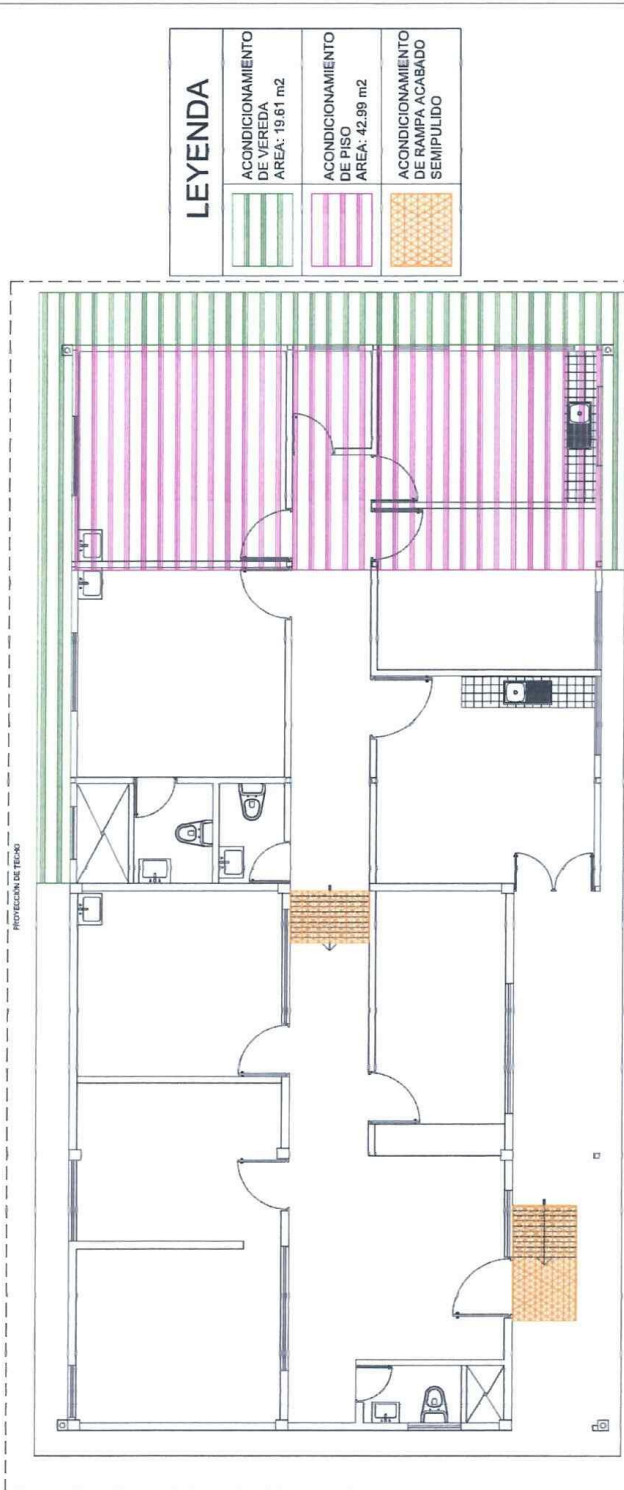 LEYENDA
ACONDICIONAMIENTO
DE VEREDA
AREA: 19.61 m2
ACONDICIONAMIENTO
DE PISO
AREA: 42.99 m2
ACONDICIONAMIENTO
DE RAMPA ACABADO
SEMIPULIDO
PROYECCIÓN DE TECHO